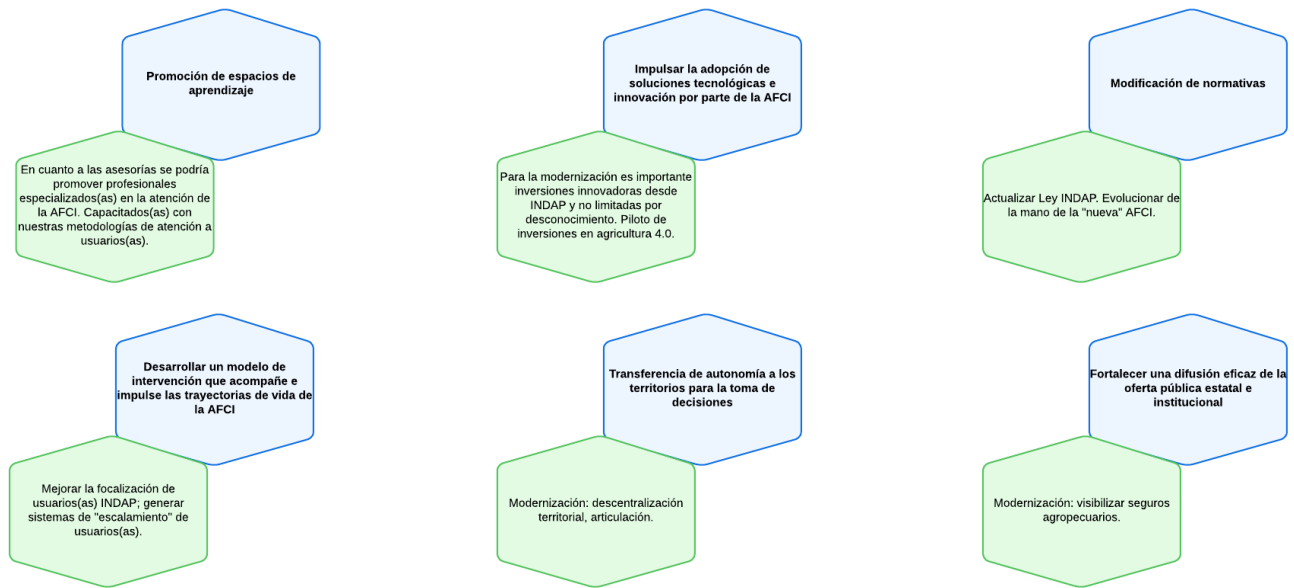 Promoción de espacios de
aprendizaje
En cuanto a las asesorías se podría
promover profesionales
especializados(as) en la atención de
la AFCI. Capacitados(as) con
nuestras metodologías de atención a
usuarios(as).
Impulsar la adopción de
soluciones tecnológicas e
innovación por parte de la AFCI
Para la modernización es importante
inversiones innovadoras desde
INDAP y no limitadas por
desconocimiento. Piloto de
inversiones en agricultura 4.0.
Modificación de normativas
Actualizar Ley INDAP. Evolucionar de
la mano de la "nueva" AFCI.
Desarrollar un modelo de
intervención que acompañe e
impulse las trayectorias de vida de
la AFCI
Mejorar la focalización de
usuarios(as) INDAP; generar
sistemas de "escalamiento" de
usuarios(as).
Transferencia de autonomía a los
territorios para la toma de
decisiones
Modernización: descentralización
territorial, articulación.
Fortalecer una difusión eficaz de la
oferta pública estatal e
institucional
Modernización: visibilizar seguros
agropecuarios.